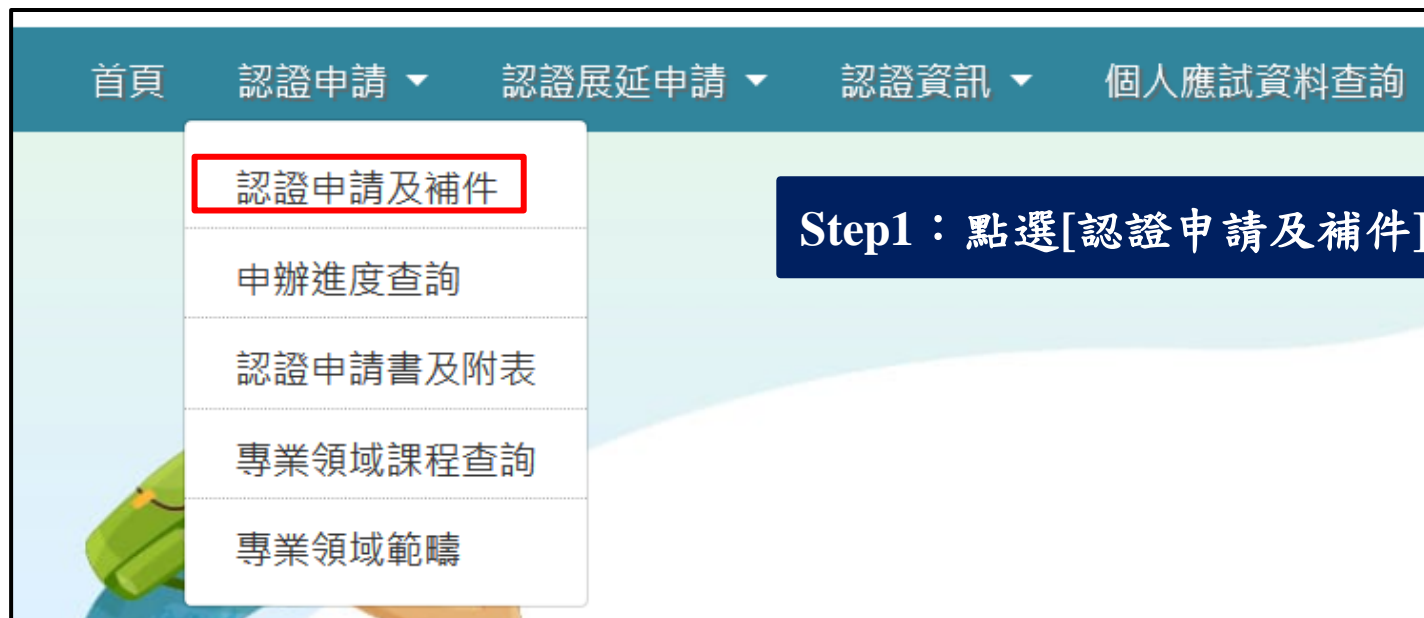 首頁 認證申請 認證展延申請 認證資訊 個人應試資料查詢
認證申請及補件
Step1：點選[認證申請及補件]
申辦進度查詢
認證申請書及附表
專業領域課程查詢
專業領域範疇